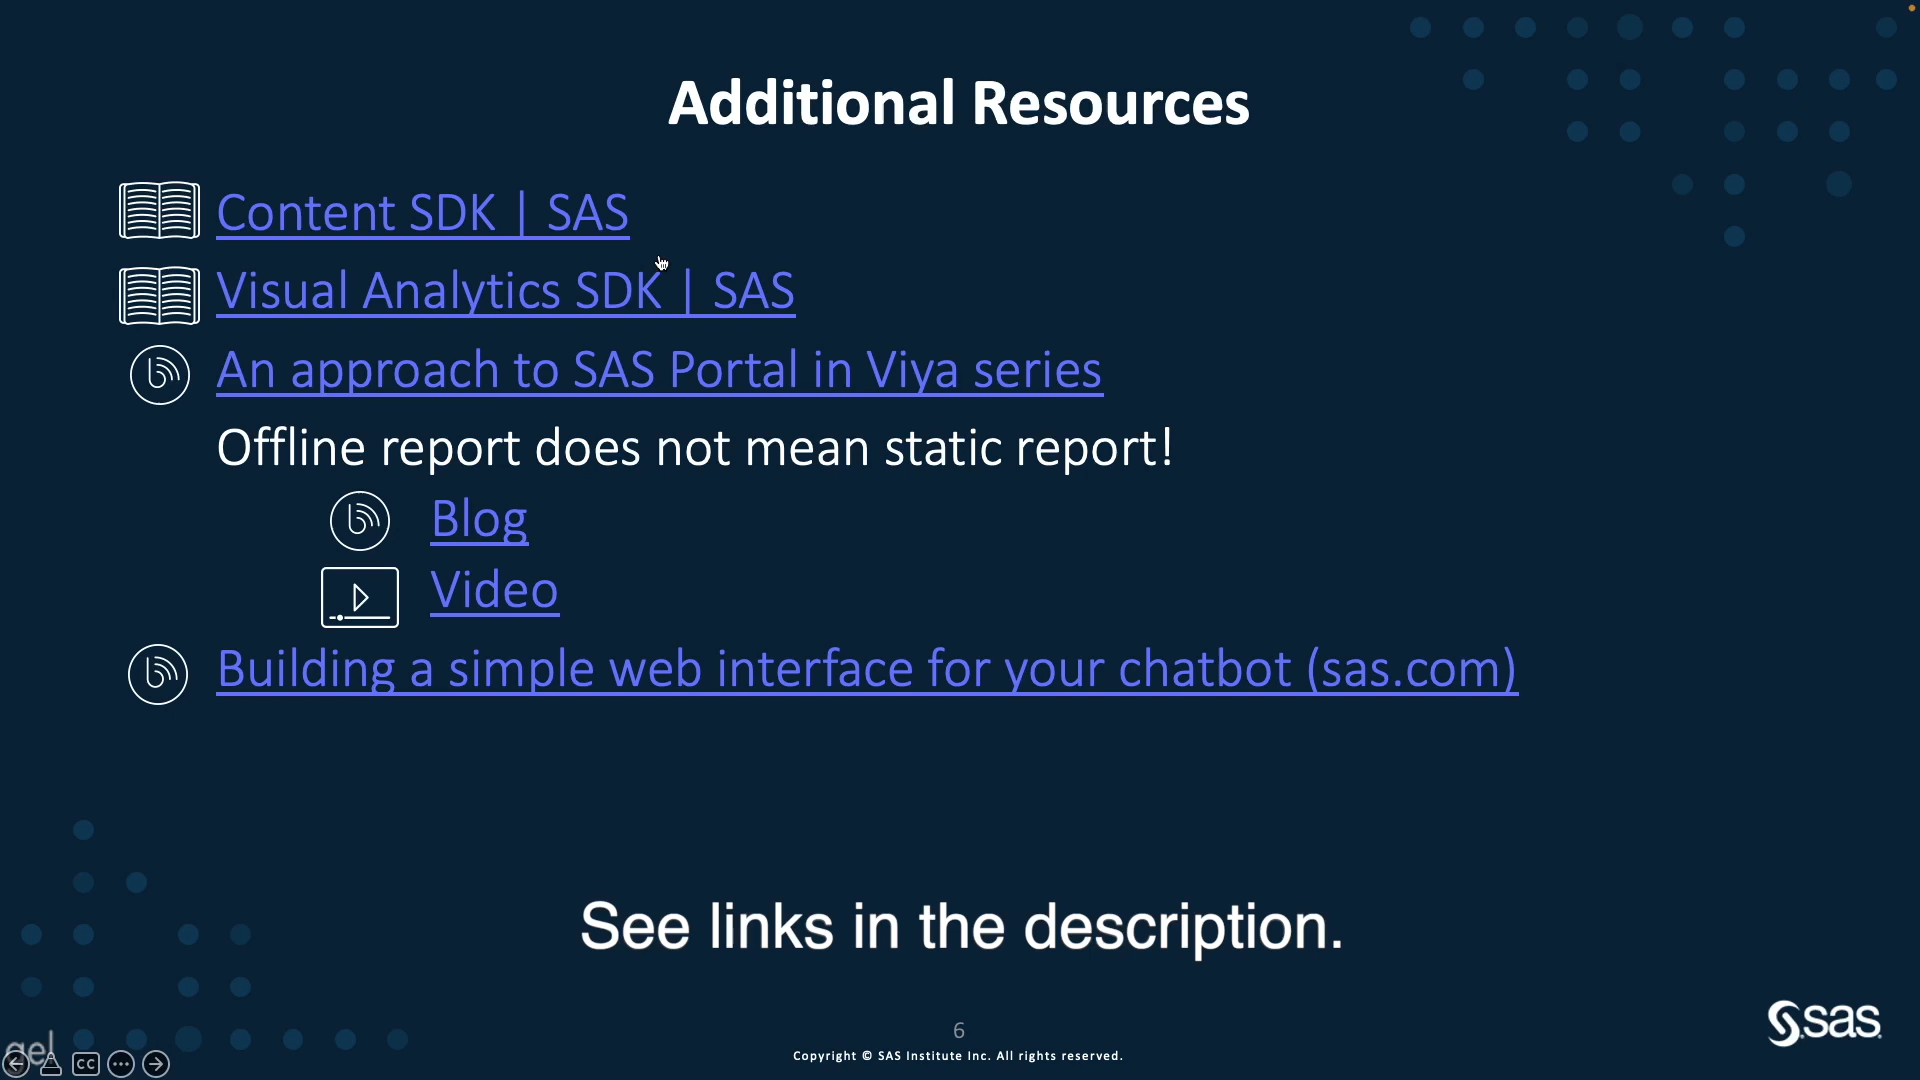 Additional Resources
Content SDK | SAS
Visual Analytics SDK | SAS
An approach to SAS Portal in Viya series
Offline report does not mean static report!
Blog
Video
Building a simple web interface for your chatbot (sas.com)
See links in the description.
sas
6
Copyright © SAS Institute Inc. All rights reserved.
gel
CC